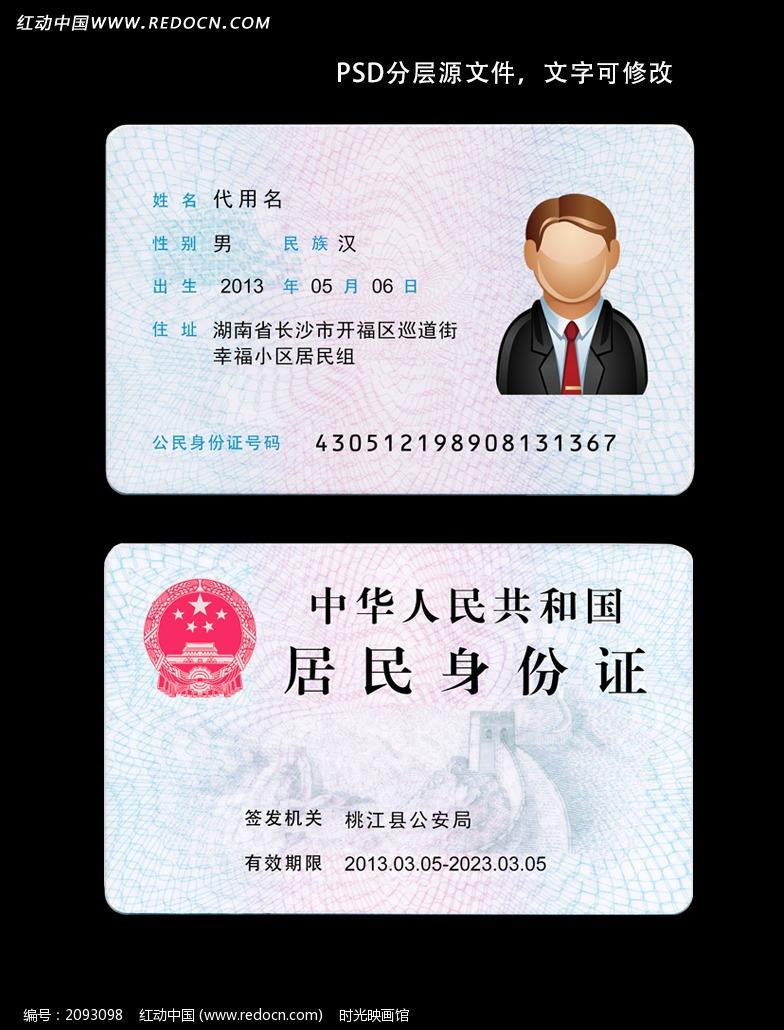 红动中国WWW.REDOCN.COM
PSD分层源文件，文字可修改
姓 名 代用名
性 别 男 民 族 汉
出 生 2013 年 05 月 06 日
住 址 湖南省长沙市开福区巡道街
幸福小区居民组
公民身份证号码 430512198908131367
中华人民共和国
居民身份证
签发机关 桃江县公安局
有效期限 2013.03.05-2023.03.05
编号：2093098 红动中国 (www.redocn.com) 时光映画馆